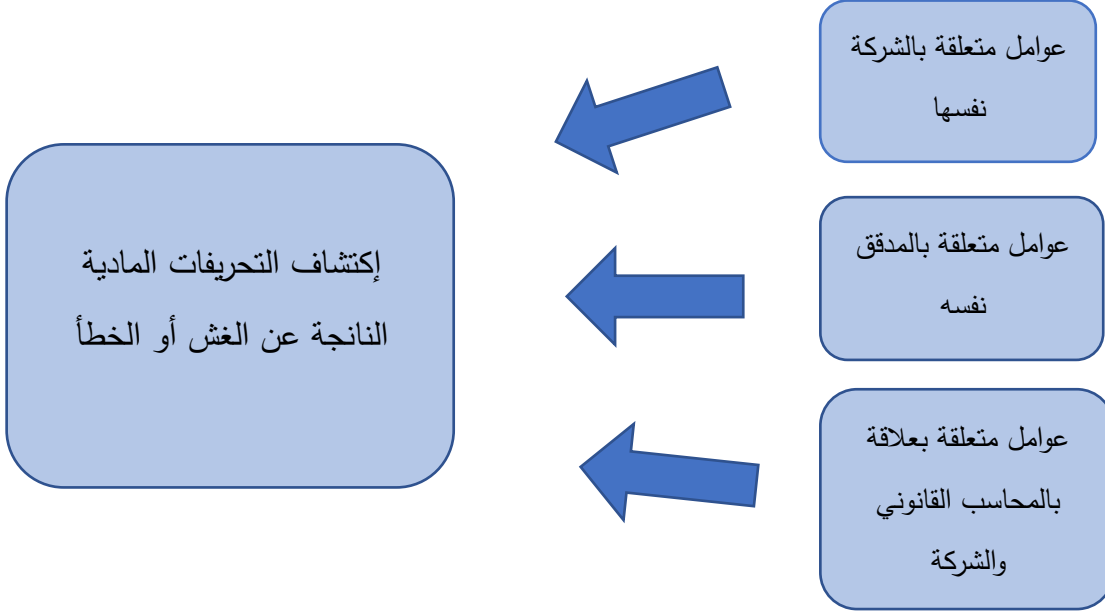 عوامل متعلقة بالشركة
نفسها
عوامل متعلقة بالمدقق
نفسه
عوامل متعلقة بعلاقة
بالمحاسب القانوني
والشركة
إكتشاف التحريفات المادية
النانجة عن الغش أو الخطأ